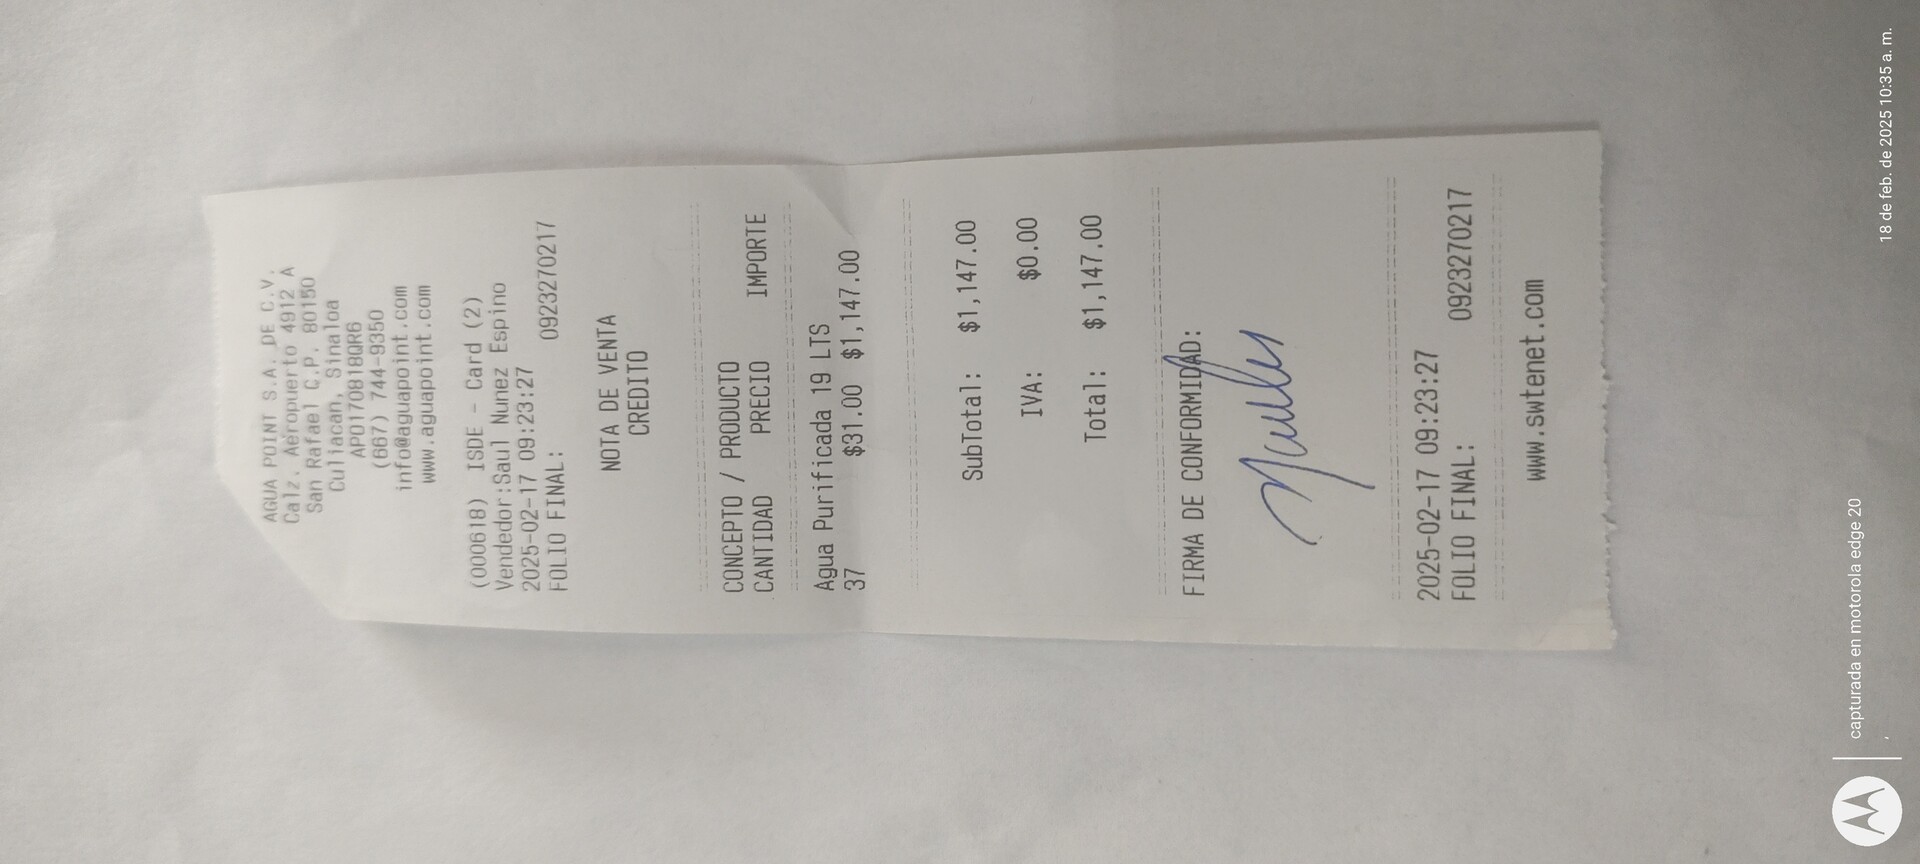 AGUA POINT S.A. DE C.V.
Calz. Aeropuerto 4912 A
San Rafael C.P. 80150
Culiacan, Sinaloa
APO170818QR6
(667) 744-9350
info@aguapoint.com
www.aguapoint.com
(000618) ISDE - Card (2)
Vendedor:Saul Nunez Espino
2025-02-17 09:23:27
FOLIO FINAL: 0923270217
NOTA DE VENTA
CREDITO
CONCEPTO / PRODUCTO
CANTIDAD PRECIO IMPORTE
Agua Purificada 19 LTS
37 $31.00 $1,147.00
SubTotal: $1,147.00
IVA: $0.00
Total: $1,147.00
FIRMA DE CONFORMIDAD:
2025-02-17 09:23:27
FOLIO FINAL: 0923270217
www.swtenet.com
capturada en motorola edge 20
,
18 de feb. de 2025 10:35 a. m.